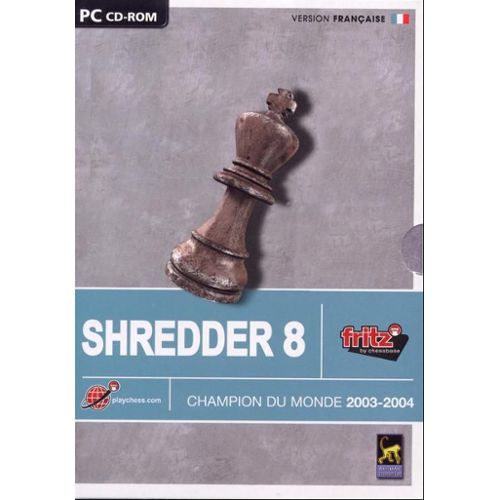 PC CD-ROM
VERSION FRANÇAISE
SHREDDER 8
fritz
by chessbase
playchess.com
CHAMPION DU MONDE 2003-2004